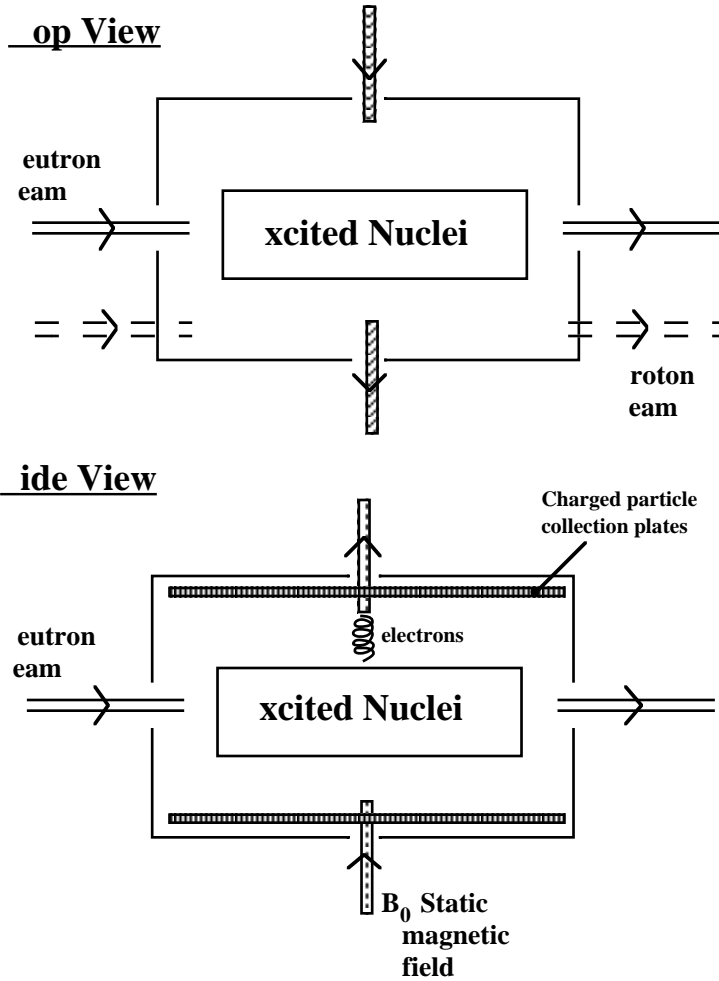 op View
eutron
eam
xcited Nuclei
roton
eam
ide View
Charged particle
collection plates
eutron
eam
electrons
xcited Nuclei
B0 Static
magnetic
field